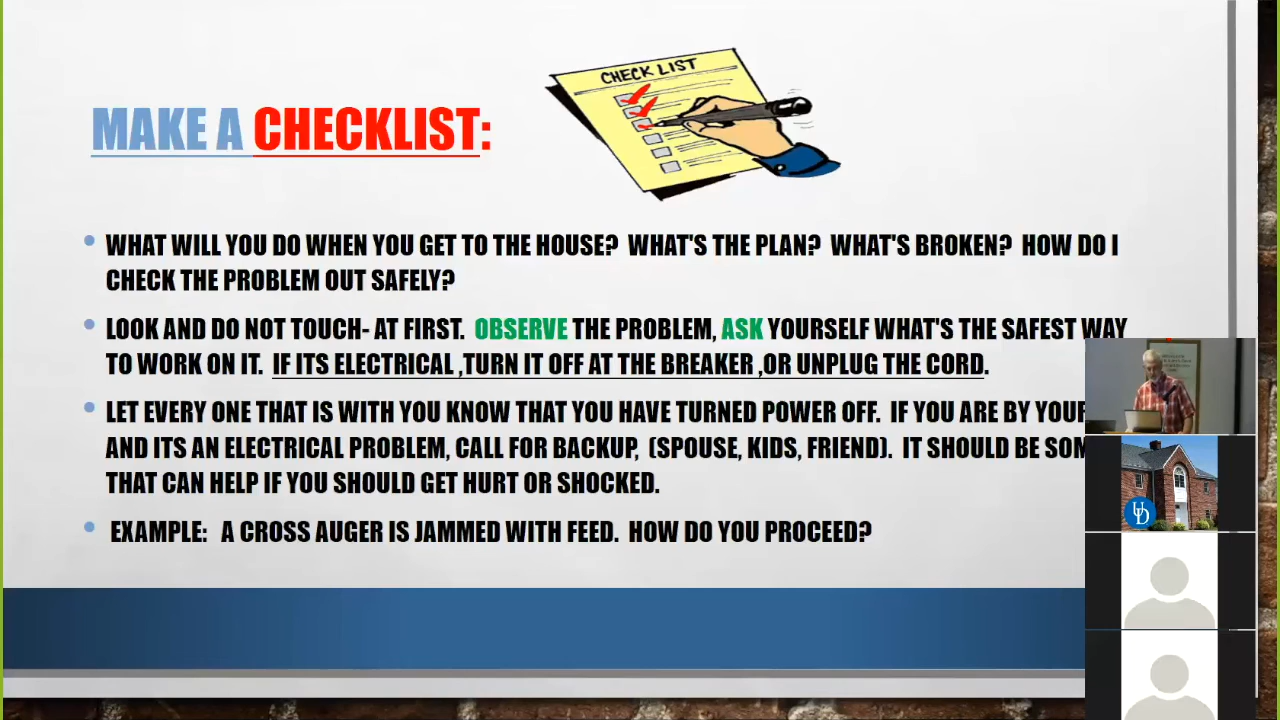 CHECK LIST
MAKE A CHECKLIST:
WHAT WILL YOU DO WHEN YOU GET TO THE HOUSE? WHAT'S THE PLAN? WHAT'S BROKEN? HOW DO I
CHECK THE PROBLEM OUT SAFELY?
LOOK AND DO NOT TOUCH- AT FIRST. OBSERVE THE PROBLEM, ASK YOURSELF WHAT'S THE SAFEST WAY
TO WORK ON IT. IF ITS ELECTRICAL ,TURN IT OFF AT THE BREAKER ,OR UNPLUG THE CORD.
LET EVERY ONE THAT IS WITH YOU KNOW THAT YOU HAVE TURNED POWER OFF. IF YOU ARE BY
AND ITS AN ELECTRICAL PROBLEM, CALL FOR BACKUP, (SPOUSE, KIDS, FRIEND). IT SHOULD BE
THAT CAN HELP IF YOU SHOULD GET HURT OR SHOCKED.
EXAMPLE: A CROSS AUGER IS JAMMED WITH FEED. HOW DO YOU PROCEED?
UD